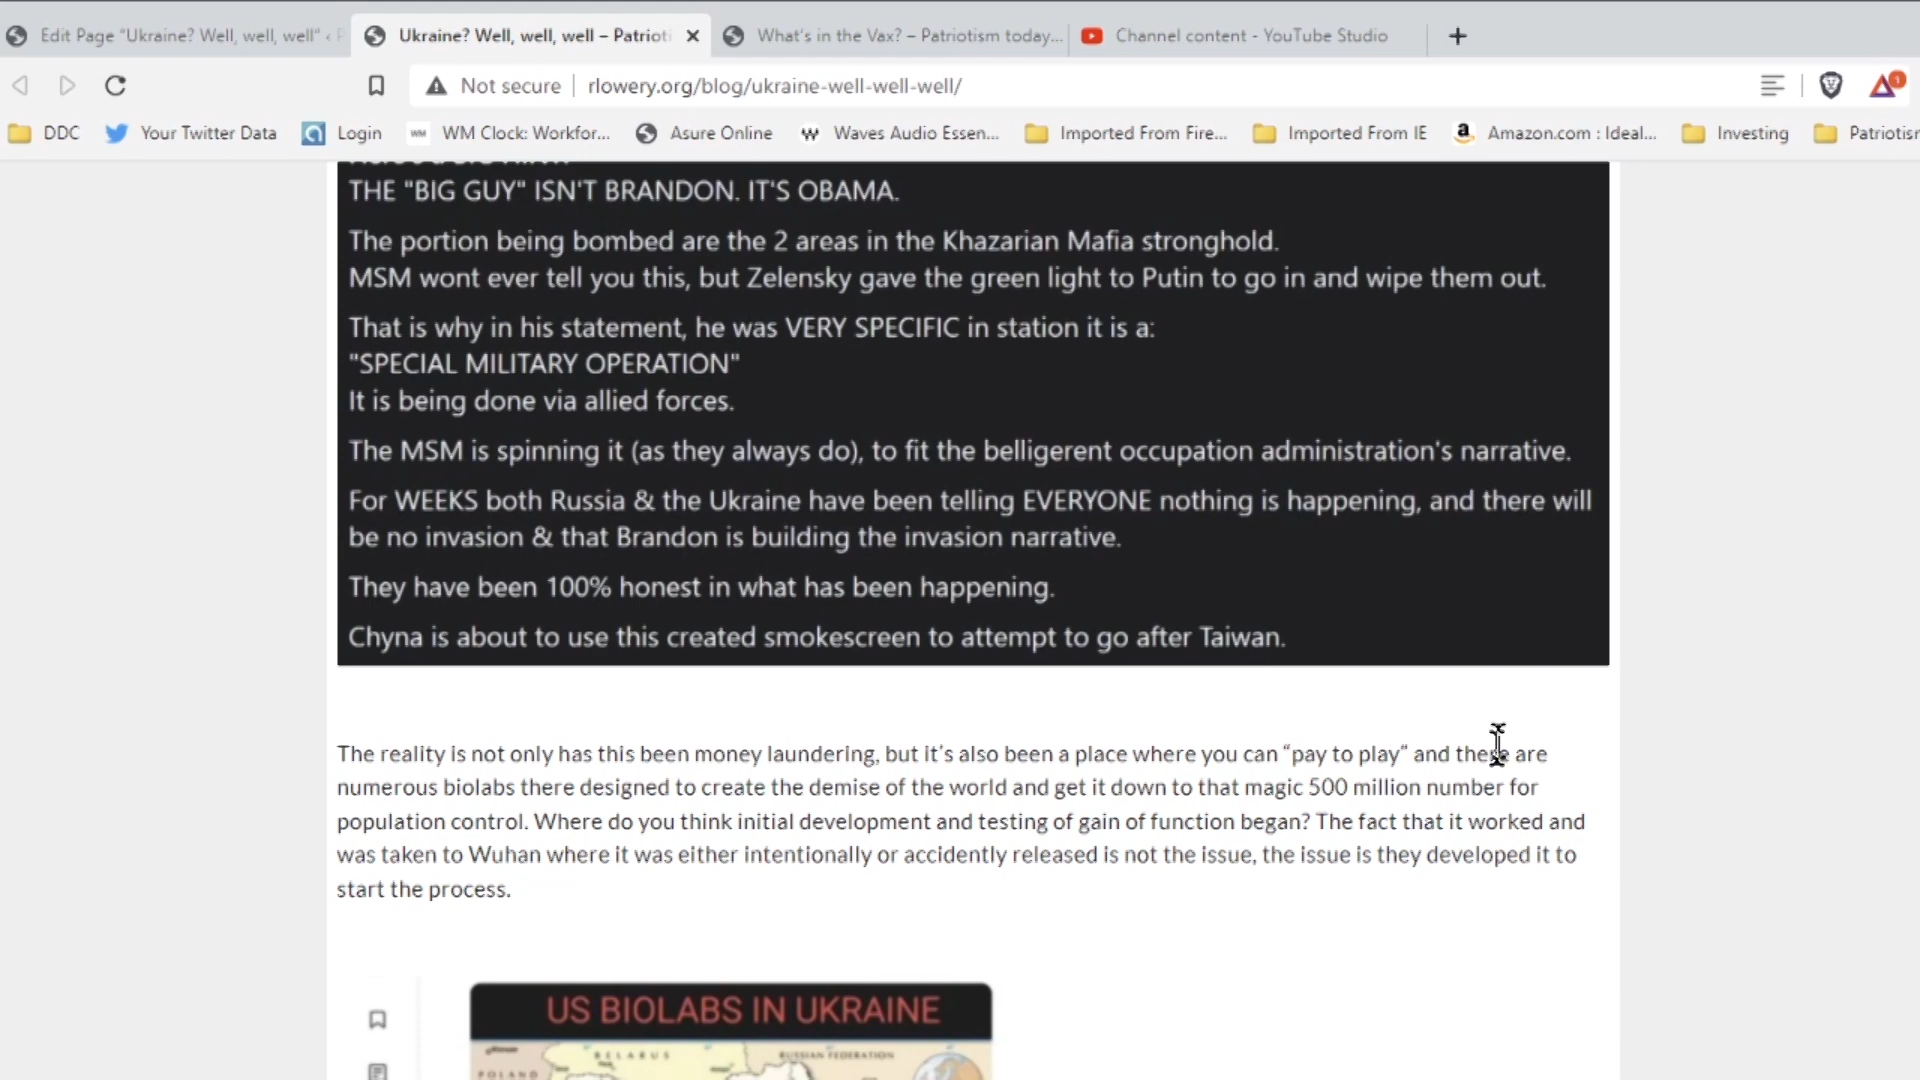 Edit Page "Ukraine? Well, well, well" ‹ P
Ukraine? Well, well, well – Patrioti
What's in the Vax? – Patriotism today...
Channel content - YouTube Studio
Not secure
rlowery.org/blog/ukraine-well-well-well/
1
DDC
Your Twitter Data
Login
WM Clock: Workfor...
Asure Online
Waves Audio Essen...
Imported From Fire...
Imported From IE
Amazon.com : Ideal...
Investing
Patriotisr
THE "BIG GUY" ISN'T BRANDON. IT'S OBAMA.
The portion being bombed are the 2 areas in the Khazarian Mafia stronghold.
MSM wont ever tell you this, but Zelensky gave the green light to Putin to go in and wipe them out.
That is why in his statement, he was VERY SPECIFIC in station it is a:
"SPECIAL MILITARY OPERATION"
It is being done via allied forces.
The MSM is spinning it (as they always do), to fit the belligerent occupation administration's narrative.
For WEEKS both Russia & the Ukraine have been telling EVERYONE nothing is happening, and there will
be no invasion & that Brandon is building the invasion narrative.
They have been 100% honest in what has been happening.
Chyna is about to use this created smokescreen to attempt to go after Taiwan.
The reality is not only has this been money laundering, but it's also been a place where you can “pay to play” and there are
numerous biolabs there designed to create the demise of the world and get it down to that magic 500 million number for
population control. Where do you think initial development and testing of gain of function began? The fact that it worked and
was taken to Wuhan where it was either intentionally or accidently released is not the issue, the issue is they developed it to
start the process.
US BIOLABS IN UKRAINE
BELARUS
RUSSIAN FEDERATION
POLAND